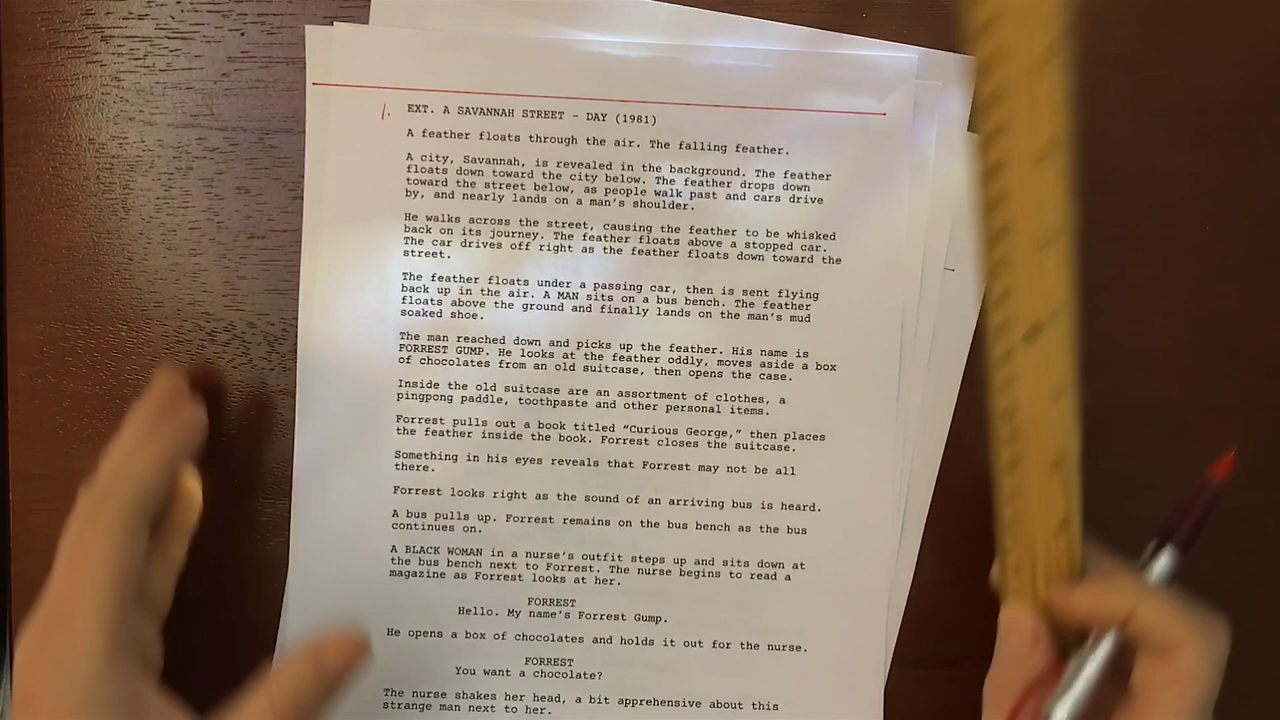 1. EXT. A SAVANNAH STREET - DAY (1981)
A feather floats through the air. The falling feather.
A city, Savannah, is revealed in the background. The feather
floats down toward the city below. The feather drops down
toward the street below, as people walk past and cars drive
by, and nearly lands on a man's shoulder.
He walks across the street, causing the feather to be whisked
back on its journey. The feather floats above a stopped car.
The car drives off right as the feather floats down toward the
street.
The feather floats under a passing car, then is sent flying
back up in the air. A MAN sits on a bus bench. The feather
floats above the ground and finally lands on the man's mud
soaked shoe.
The man reached down and picks up the feather. His name is
FORREST GUMP. He looks at the feather oddly, moves aside a box
of chocolates from an old suitcase, then opens the case.
Inside the old suitcase are an assortment of clothes, a
pingpong paddle, toothpaste and other personal items.
Forrest pulls out a book titled “Curious George,” then places
the feather inside the book. Forrest closes the suitcase.
Something in his eyes reveals that Forrest may not be all
there.
Forrest looks right as the sound of an arriving bus is heard.
A bus pulls up. Forrest remains on the bus bench as the bus
continues on.
A BLACK WOMAN in a nurse's outfit steps up and sits down at
the bus bench next to Forrest. The nurse begins to read a
magazine as Forrest looks at her.
FORREST
Hello. My name's Forrest Gump.
He opens a box of chocolates and holds it out for the nurse.
FORREST
You want a chocolate?
The nurse shakes her head, a bit apprehensive about this
strange man next to her.